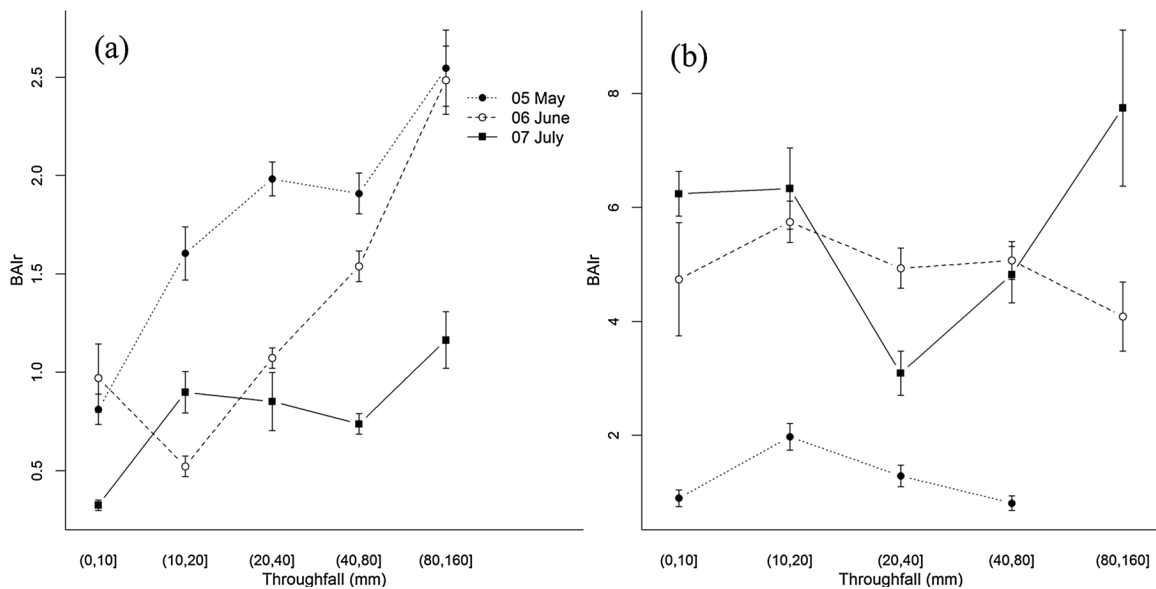 (a)
2.5
2.0
1.5
1.0
0.5
BAIr
05 May
06 June
07 July
(0,10] (10,20] (20,40] (40,80] (80,160]
Throughfall (mm)
(b)
8
6
4
2
BAIr
(0,10] (10,20] (20,40] (40,80] (80,160]
Throughfall (mm)